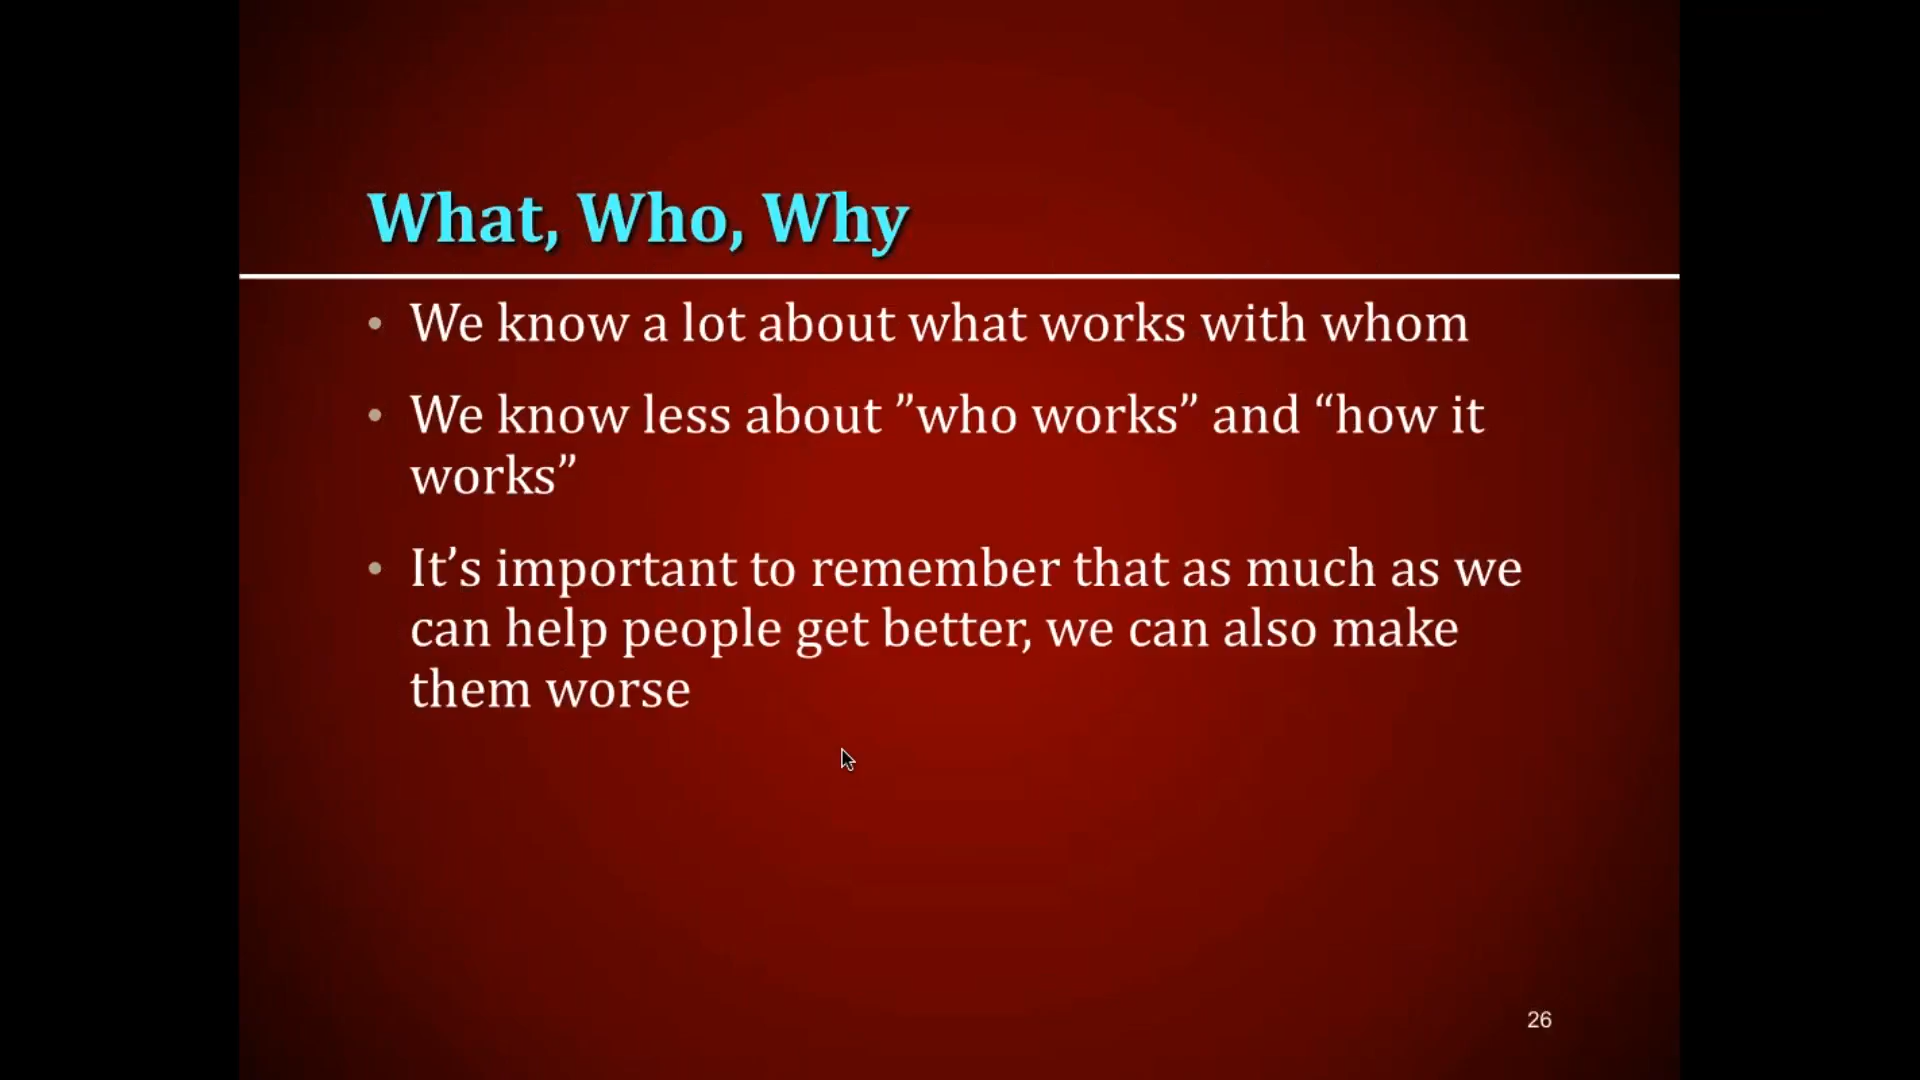 What, Who, Why
• We know a lot about what works with whom
• We know less about ”who works” and “how it
works”
• It’s important to remember that as much as we
can help people get better, we can also make
them worse
26